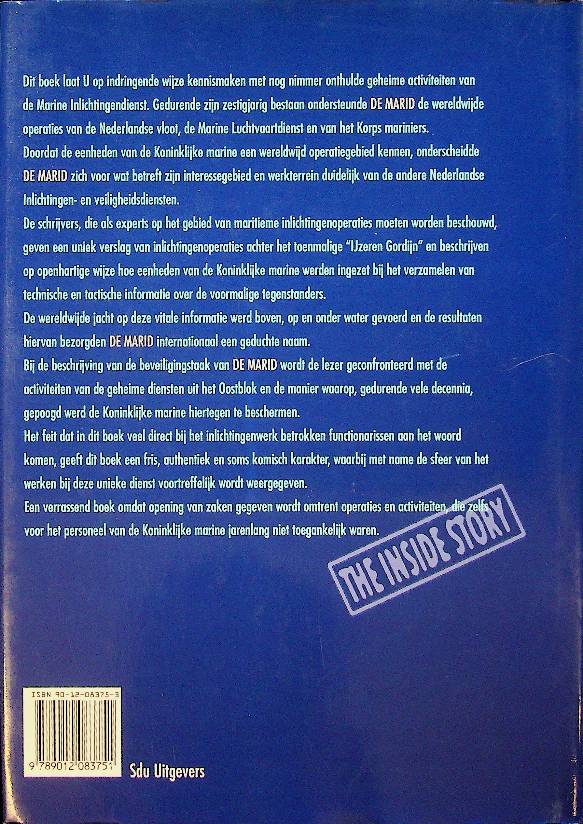 Dit boek laat U op indringende wijze kennismaken met nog nimmer onthulde geheime activiteiten van
de Marine Inlichtingendienst. Gedurende zijn zestigjarig bestaan ondersteunde DE MARID de wereldwijde
operaties van de Nederlandse vloot, de Marine Luchtvaartdienst en van het Korps mariniers.
Doordat de eenheden van de Koninklijke marine een wereldwijd operatiegebied kennen, onderscheidde
DE MARID zich voor wat betreft zijn interessegebied en werkterrein duidelijk van de andere Nederlandse
Inlichtingen- en veiligheidsdiensten.
De schrijvers, die als experts op het gebied van maritieme inlichtingenoperaties moeten worden beschouwd,
geven een uniek verslag van inlichtingenoperaties achter het toenmalige "IJzeren Gordijn" en beschrijven
op openhartige wijze hoe eenheden van de Koninklijke marine werden ingezet bij het verzamelen van
technische en tactische informatie over de voormalige tegenstanders.
De wereldwijde jacht op deze vitale informatie werd boven, op en onder water gevoerd en de resultaten
hiervan bezorgden DE MARID internationaal een geduchte naam.
Bij de beschrijving van de beveiligingstaak van DE MARID wordt de lezer geconfronteerd met de
activiteiten van de geheime diensten uit het Oostblok en de manier waarop, gedurende vele decennia,
gepoogd werd de Koninklijke marine hiertegen te beschermen.
Het feit dat in dit boek veel direct bij het inlichtingenwerk betrokken functionarissen aan het woord
komen, geeft dit boek een fris, authentiek en soms komisch karakter, waarbij met name de sfeer van het
werken bij deze unieke dienst voortreffelijk wordt weergegeven.
Een verrassend boek omdat opening van zaken gegeven wordt omtrent operaties en activiteiten, die zelfs
voor het personeel van de Koninklijke marine jarenlang niet toegankelijk waren.
THE INSIDE STORY
ISBN 90-12-08375-3
9 789012 083751
Sdu Uitgevers